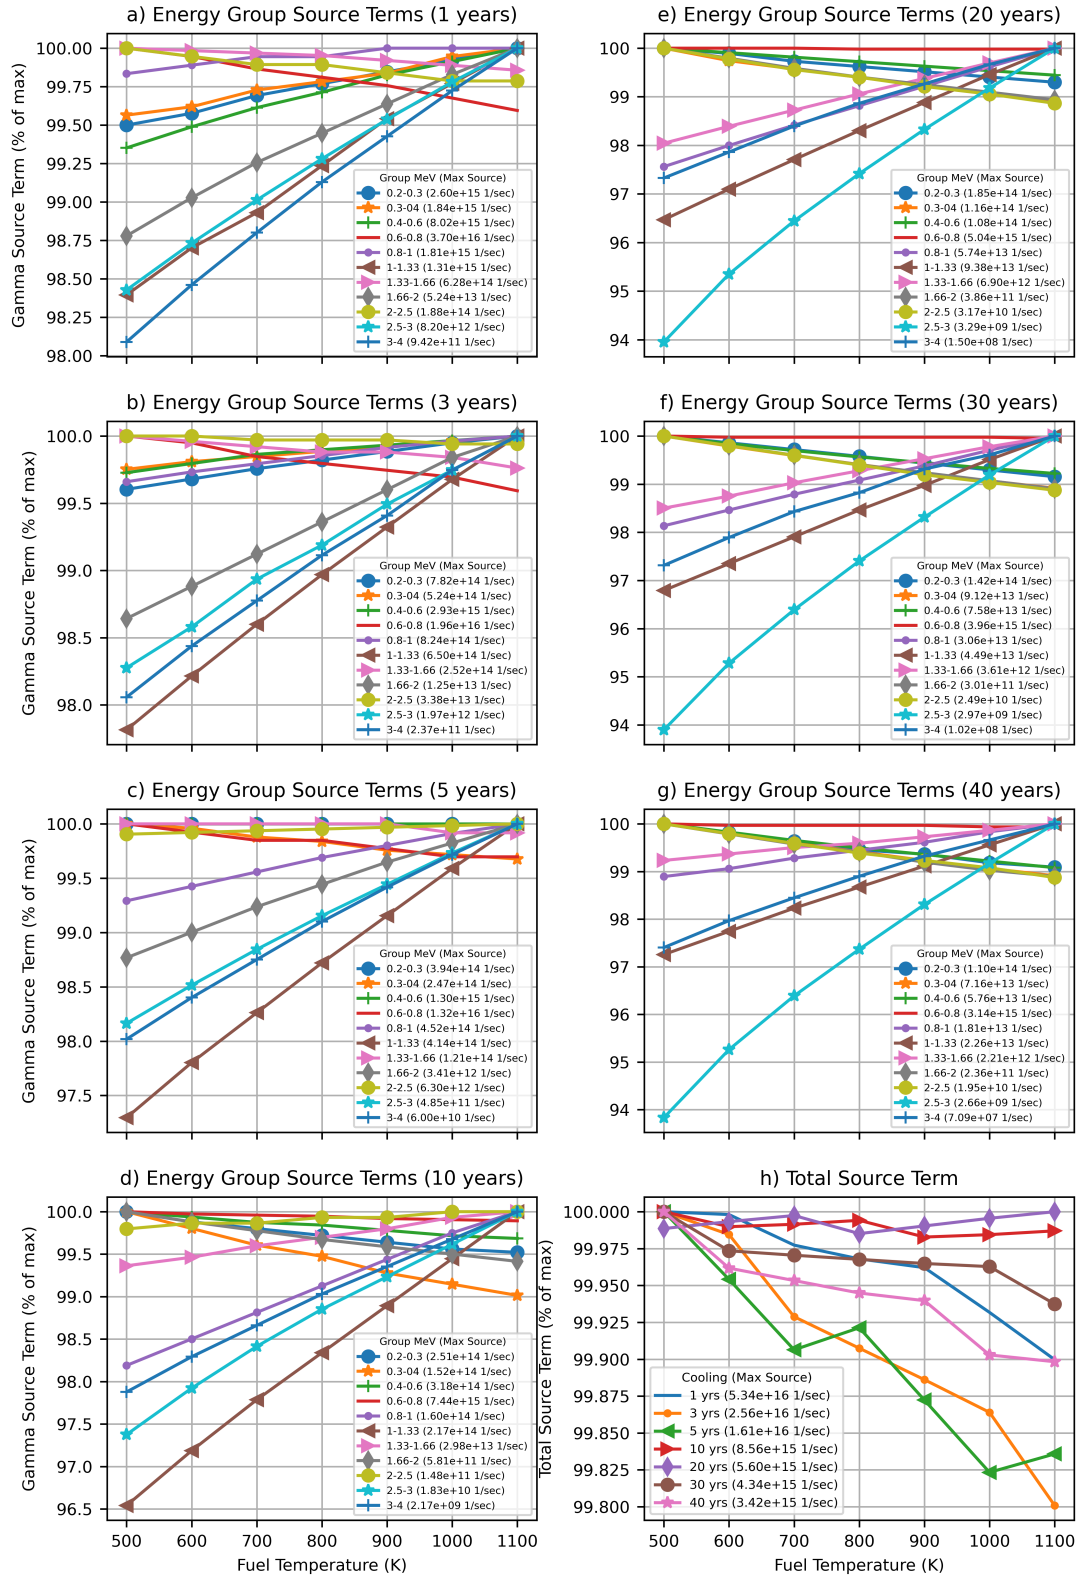 a) Energy Group Source Terms (1 years)
Gamma Source Term (% of max)
100.00
99.75
99.50
99.25
99.00
98.75
98.50
98.25
98.00
Group MeV (Max Source)
0.2-0.3 (2.60e+15 1/sec)
0.3-04 (1.84e+15 1/sec)
0.4-0.6 (8.02e+15 1/sec)
0.6-0.8 (3.70e+16 1/sec)
0.8-1 (1.81e+15 1/sec)
1-1.33 (1.31e+15 1/sec)
1.33-1.66 (6.28e+14 1/sec)
1.66-2 (5.24e+13 1/sec)
2-2.5 (1.88e+14 1/sec)
2.5-3 (8.20e+12 1/sec)
3-4 (9.42e+11 1/sec)
b) Energy Group Source Terms (3 years)
Gamma Source Term (% of max)
100.0
99.5
99.0
98.5
98.0
Group MeV (Max Source)
0.2-0.3 (7.82e+14 1/sec)
0.3-04 (5.24e+14 1/sec)
0.4-0.6 (2.93e+15 1/sec)
0.6-0.8 (1.96e+16 1/sec)
0.8-1 (8.24e+14 1/sec)
1-1.33 (6.50e+14 1/sec)
1.33-1.66 (2.52e+14 1/sec)
1.66-2 (1.25e+13 1/sec)
2-2.5 (3.38e+13 1/sec)
2.5-3 (1.97e+12 1/sec)
3-4 (2.37e+11 1/sec)
c) Energy Group Source Terms (5 years)
Gamma Source Term (% of max)
100.0
99.5
99.0
98.5
98.0
97.5
Group MeV (Max Source)
0.2-0.3 (3.94e+14 1/sec)
0.3-04 (2.47e+14 1/sec)
0.4-0.6 (1.30e+15 1/sec)
0.6-0.8 (1.32e+16 1/sec)
0.8-1 (4.52e+14 1/sec)
1-1.33 (4.14e+14 1/sec)
1.33-1.66 (1.21e+14 1/sec)
1.66-2 (3.41e+12 1/sec)
2-2.5 (6.30e+12 1/sec)
2.5-3 (4.85e+11 1/sec)
3-4 (6.00e+10 1/sec)
d) Energy Group Source Terms (10 years)
Gamma Source Term (% of max)
100.0
99.5
99.0
98.5
98.0
97.5
97.0
96.5
Group MeV (Max Source)
0.2-0.3 (2.51e+14 1/sec)
0.3-04 (1.52e+14 1/sec)
0.4-0.6 (3.18e+14 1/sec)
0.6-0.8 (7.44e+15 1/sec)
0.8-1 (1.60e+14 1/sec)
1-1.33 (2.17e+14 1/sec)
1.33-1.66 (2.98e+13 1/sec)
1.66-2 (5.81e+11 1/sec)
2-2.5 (1.48e+11 1/sec)
2.5-3 (1.83e+10 1/sec)
3-4 (2.17e+09 1/sec)
500 600 700 800 900 1000 1100
Fuel Temperature (K)
e) Energy Group Source Terms (20 years)
100
99
98
97
96
95
94
Group MeV (Max Source)
0.2-0.3 (1.85e+14 1/sec)
0.3-04 (1.16e+14 1/sec)
0.4-0.6 (1.08e+14 1/sec)
0.6-0.8 (5.04e+15 1/sec)
0.8-1 (5.74e+13 1/sec)
1-1.33 (9.38e+13 1/sec)
1.33-1.66 (6.90e+12 1/sec)
1.66-2 (3.86e+11 1/sec)
2-2.5 (3.17e+10 1/sec)
2.5-3 (3.29e+09 1/sec)
3-4 (1.50e+08 1/sec)
f) Energy Group Source Terms (30 years)
100
99
98
97
96
95
94
Group MeV (Max Source)
0.2-0.3 (1.42e+14 1/sec)
0.3-04 (9.12e+13 1/sec)
0.4-0.6 (7.58e+13 1/sec)
0.6-0.8 (3.96e+15 1/sec)
0.8-1 (3.06e+13 1/sec)
1-1.33 (4.49e+13 1/sec)
1.33-1.66 (3.61e+12 1/sec)
1.66-2 (3.01e+11 1/sec)
2-2.5 (2.49e+10 1/sec)
2.5-3 (2.97e+09 1/sec)
3-4 (1.02e+08 1/sec)
g) Energy Group Source Terms (40 years)
100
99
98
97
96
95
94
Group MeV (Max Source)
0.2-0.3 (1.10e+14 1/sec)
0.3-04 (7.16e+13 1/sec)
0.4-0.6 (5.76e+13 1/sec)
0.6-0.8 (3.14e+15 1/sec)
0.8-1 (1.81e+13 1/sec)
1-1.33 (2.26e+13 1/sec)
1.33-1.66 (2.21e+12 1/sec)
1.66-2 (2.36e+11 1/sec)
2-2.5 (1.95e+10 1/sec)
2.5-3 (2.66e+09 1/sec)
3-4 (7.09e+07 1/sec)
h) Total Source Term
Total Source Term (% of max)
100.000
99.975
99.950
99.925
99.900
99.875
99.850
99.825
99.800
Cooling (Max Source)
1 yrs (5.34e+16 1/sec)
3 yrs (2.56e+16 1/sec)
5 yrs (1.61e+16 1/sec)
10 yrs (8.56e+15 1/sec)
20 yrs (5.60e+15 1/sec)
30 yrs (4.34e+15 1/sec)
40 yrs (3.42e+15 1/sec)
500 600 700 800 900 1000 1100
Fuel Temperature (K)